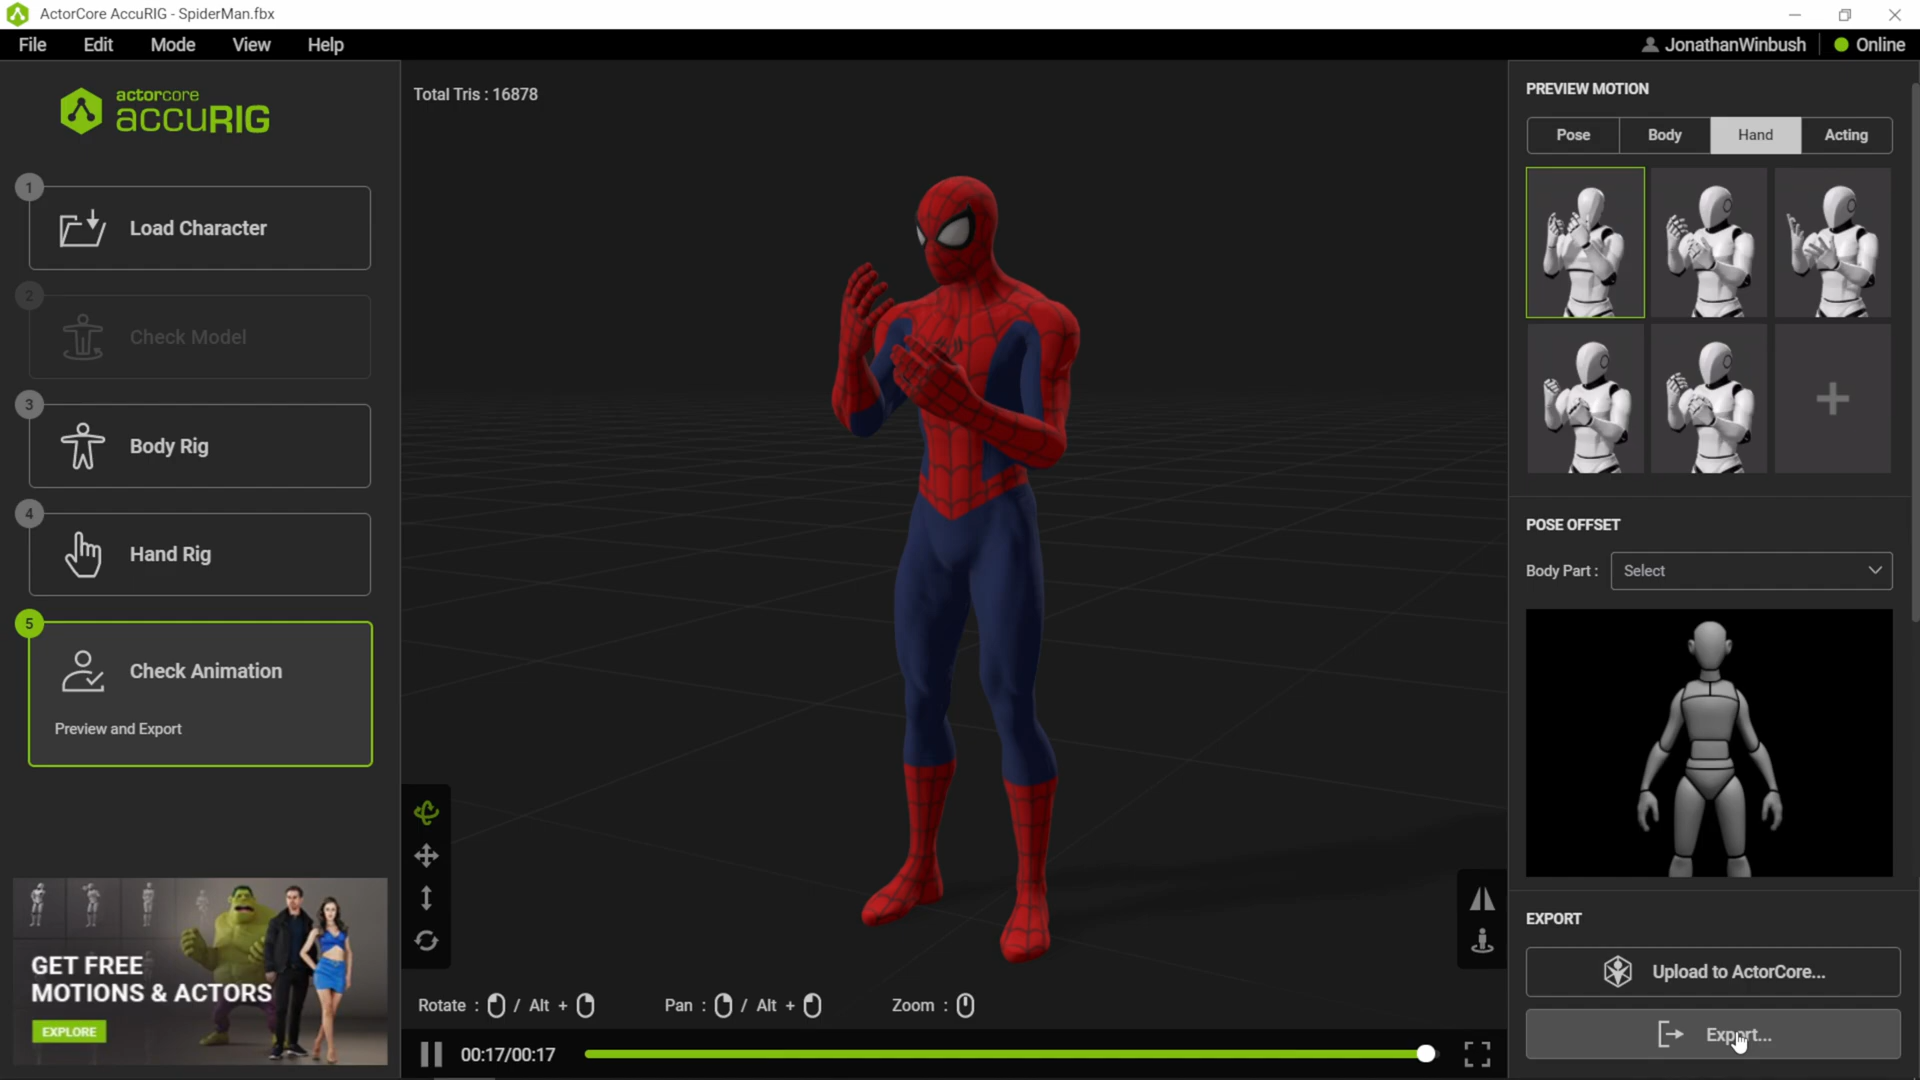 ActorCore AccuRIG - SpiderMan.fbx
File Edit Mode View Help
JonathanWinbush Online
actorcore
accuRIG
1
Load Character
2
Check Model
3
Body Rig
4
Hand Rig
5
Check Animation
Preview and Export
GET FREE
MOTIONS & ACTORS
EXPLORE
Total Tris : 16878
Rotate : / Alt + Pan : / Alt + Zoom :
00:17/00:17
PREVIEW MOTION
Pose Body Hand Acting
POSE OFFSET
Body Part : Select
EXPORT
Upload to ActorCore...
Export...